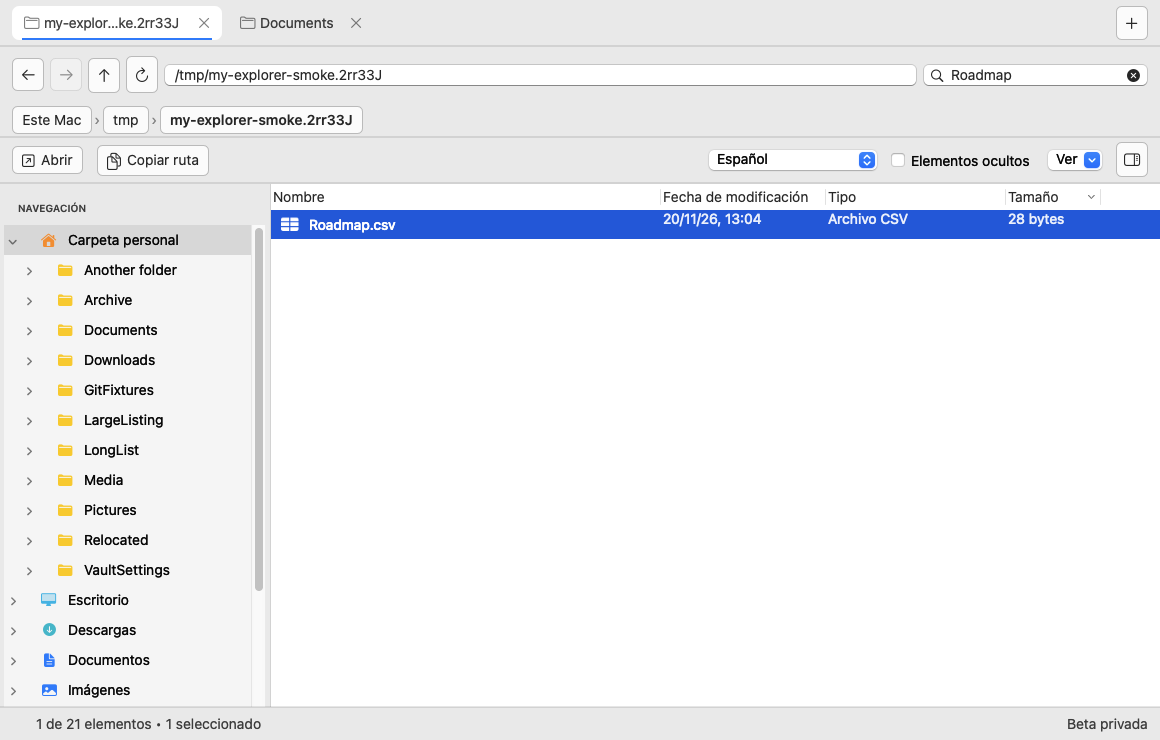 my-explor...ke.2rr33J
Documents
/tmp/my-explorer-smoke.2rr33J
Roadmap
Este Mac › tmp › my-explorer-smoke.2rr33J
Abrir
Copiar ruta
Español
Elementos ocultos
Ver
NAVEGACIÓN
Carpeta personal
Another folder
Archive
Documents
Downloads
GitFixtures
LargeListing
LongList
Media
Pictures
Relocated
VaultSettings
Escritorio
Descargas
Documentos
Imágenes
Nombre Fecha de modificación Tipo Tamaño
Roadmap.csv 20/11/26, 13:04 Archivo CSV 28 bytes
1 de 21 elementos • 1 seleccionado
Beta privada